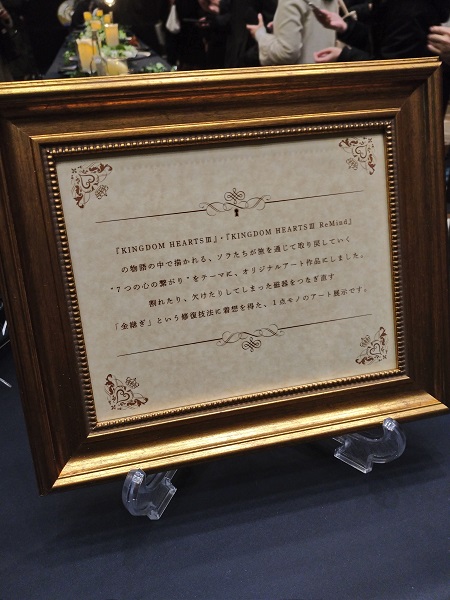 『KINGDOM HEARTSⅢ』・『KINGDOM HEARTSⅢ ReMind』
の物語の中で描かれる、ソラたちが旅を通じて取り戻していく
“7つの心の繋がり”をテーマに、オリジナルアート作品にしました。
割れたり、欠けたりしてしまった磁器をつなぎ直す
「金継ぎ」という修復技法に着想を得た、1点モノのアート展示です。